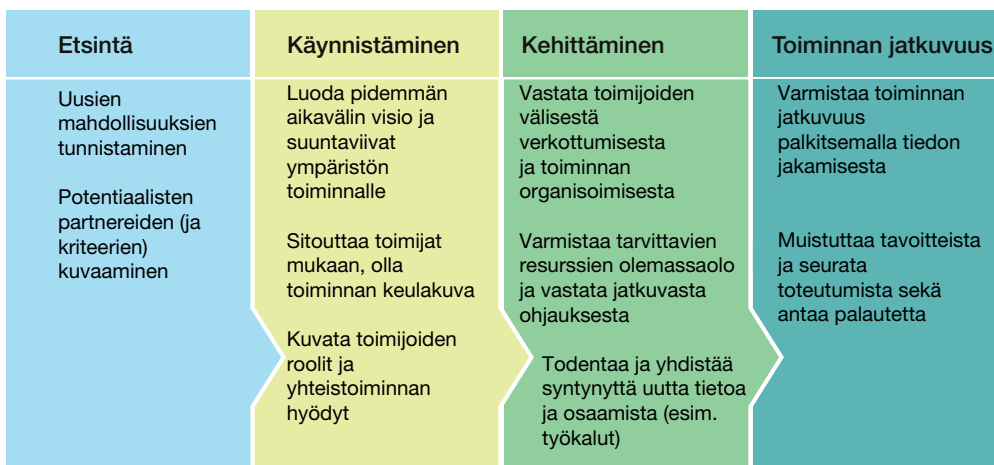 Etsintä
Uusien
mahdollisuuksien
tunnistaminen
Potentiaalisten
partnereiden (ja
kriteerien)
kuvaaminen
Käynnistäminen
Luoda pidemmän
aikavälin visio ja
suuntaviivat
ympäristön
toiminnalle
Sitouttaa toimijat
mukaan, olla
toiminnan keulakuva
Kuvata toimijoiden
roolit ja
yhteistoiminnan
hyödyt
Kehittäminen
Vastata toimijoiden
välisestä
verkottumisesta
ja toiminnan
organisoimisesta
Varmistaa tarvittavien
resurssien olemassaolo
ja vastata jatkuvasta
ohjauksesta
Todentaa ja yhdistää
syntynyttä uutta tietoa
ja osaamista (esim.
työkalut)
Toiminnan jatkuvuus
Varmistaa toiminnan
jatkuvuus
palkitsemalla tiedon
jakamisesta
Muistuttaa tavoitteista
ja seurata
toteutumista sekä
antaa palautetta